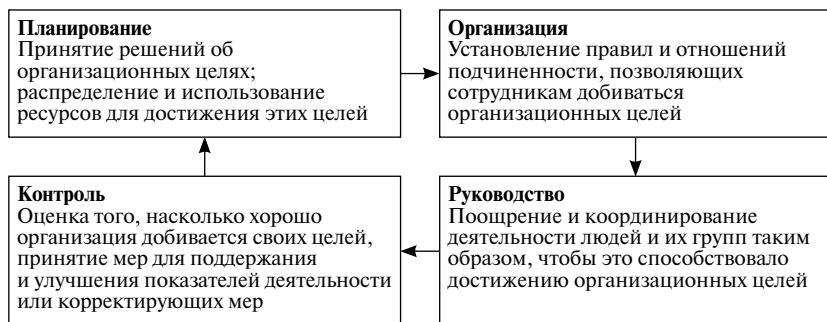 Планирование
Принятие решений об
организационных целях;
распределение и использование
ресурсов для достижения этих целей
Организация
Установление правил и отношений
подчиненности, позволяющих
сотрудникам добиваться
организационных целей
Контроль
Оценка того, насколько хорошо
организация добивается своих целей,
принятие мер для поддержания
и улучшения показателей деятельности
или корректирующих мер
Руководство
Поощрение и координирование
деятельности людей и их групп таким
образом, чтобы это способствовало
достижению организационных целей